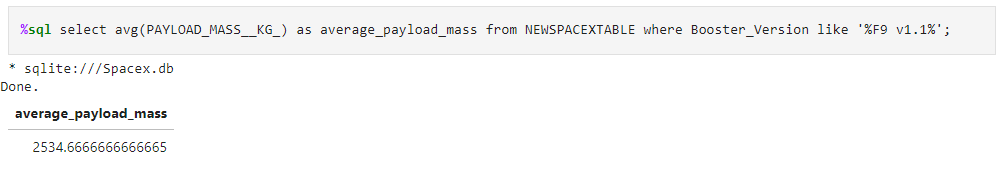 %sql select avg(PAYLOAD_MASS__KG_) as average_payload_mass from NEWSPACEXTABLE where Booster_Version like '%F9 v1.1%';
* sqlite:///Spacex.db
Done.
average_payload_mass
2534.6666666666665